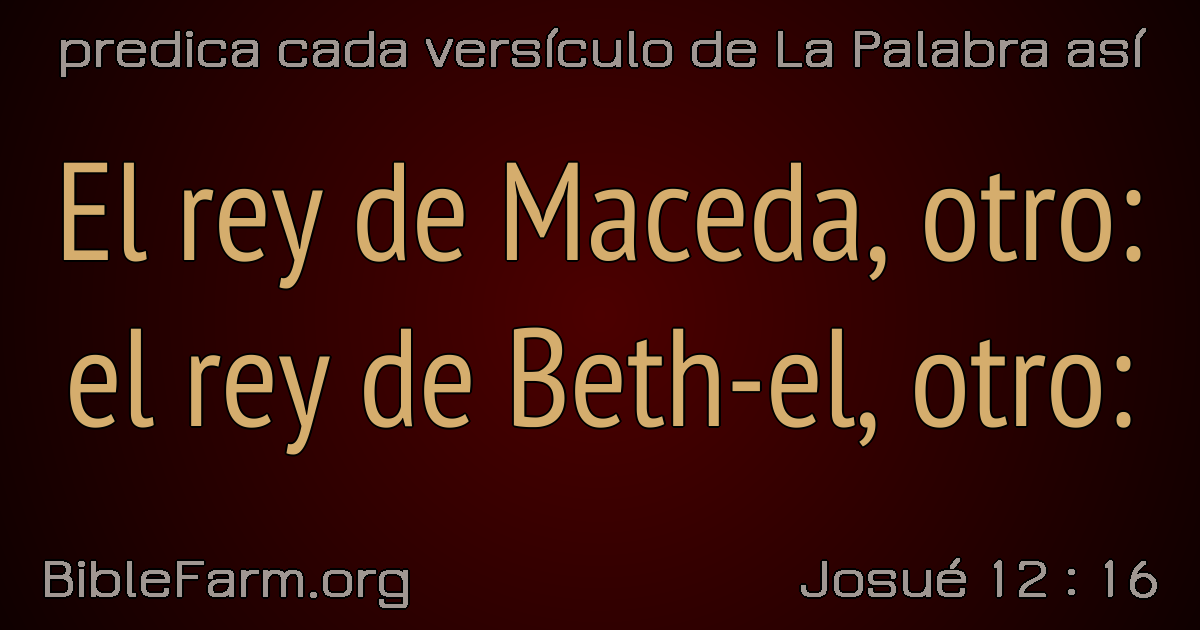 predica cada versículo de La Palabra así
El rey de Maceda, otro:
el rey de Beth-el, otro:
BibleFarm.org
Josué 12 : 16